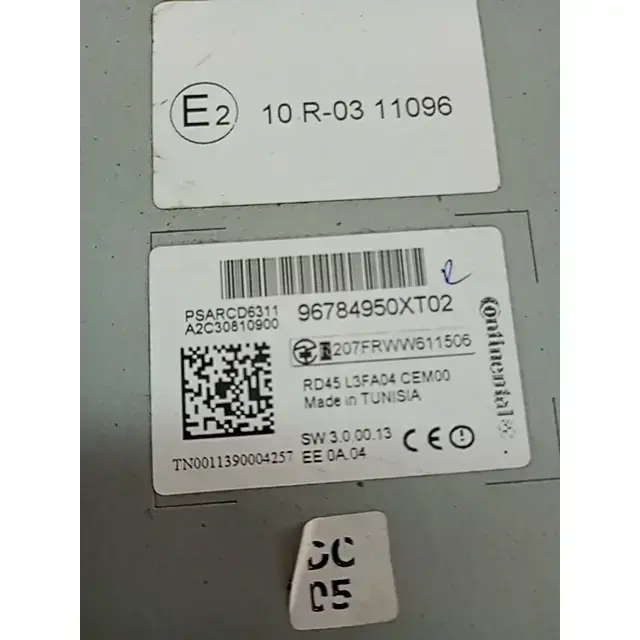 E2 10 R-03 11096
PSARCD6311
A2C30810900
96784950XT02
207FRWW611506
RD45 L3FA04 CEM00
Made in TUNISIA
SW 3.0.00.13
EE 0A.04
CE
TN0011390004257
Continental
05